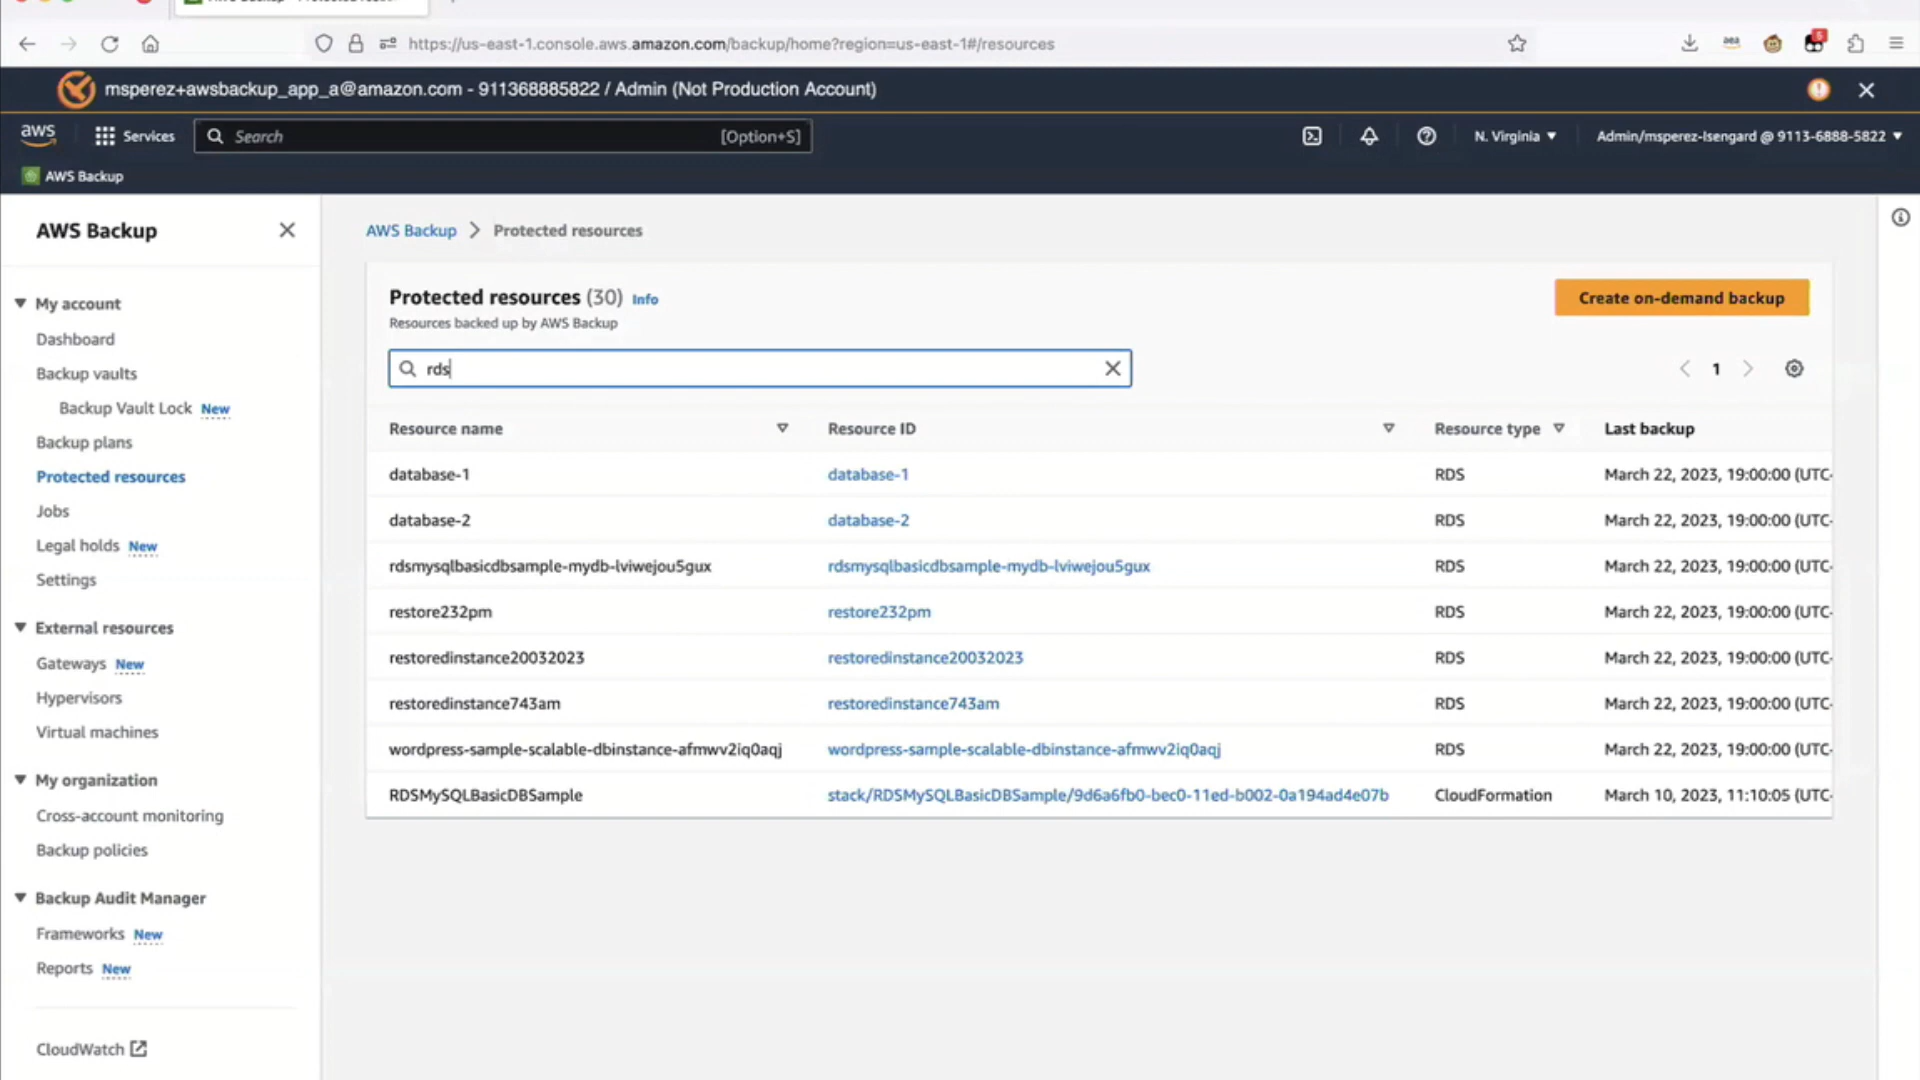 https://us-east-1.console.aws.amazon.com/backup/home?region=us-east-1#/resources
5
msperez+awsbackup_app_a@amazon.com - 911368885822 / Admin (Not Production Account)
aws Services Search [Option+S] N. Virginia Admin/msperez-Isengard @ 9113-6888-5822
AWS Backup
AWS Backup
My account
Dashboard
Backup vaults
Backup Vault Lock New
Backup plans
Protected resources
Jobs
Legal holds New
Settings
External resources
Gateways New
Hypervisors
Virtual machines
My organization
Cross-account monitoring
Backup policies
Backup Audit Manager
Frameworks New
Reports New
CloudWatch
AWS Backup > Protected resources
Protected resources (30) Info
Resources backed up by AWS Backup
Create on-demand backup
rds
1
Resource name Resource ID Resource type Last backup
database-1 database-1 RDS March 22, 2023, 19:00:00 (UTC-
database-2 database-2 RDS March 22, 2023, 19:00:00 (UTC-
rdsmysqlbasicdbsample-mydb-lviwejou5gux rdsmysqlbasicdbsample-mydb-lviwejou5gux RDS March 22, 2023, 19:00:00 (UTC-
restore232pm restore232pm RDS March 22, 2023, 19:00:00 (UTC-
restoredinstance20032023 restoredinstance20032023 RDS March 22, 2023, 19:00:00 (UTC-
restoredinstance743am restoredinstance743am RDS March 22, 2023, 19:00:00 (UTC-
wordpress-sample-scalable-dbinstance-afmwv2iq0aqj wordpress-sample-scalable-dbinstance-afmwv2iq0aqj RDS March 22, 2023, 19:00:00 (UTC-
RDSMySQLBasicDBSample stack/RDSMySQLBasicDBSample/9d6a6fb0-bec0-11ed-b002-0a194ad4e07b CloudFormation March 10, 2023, 11:10:05 (UTC-